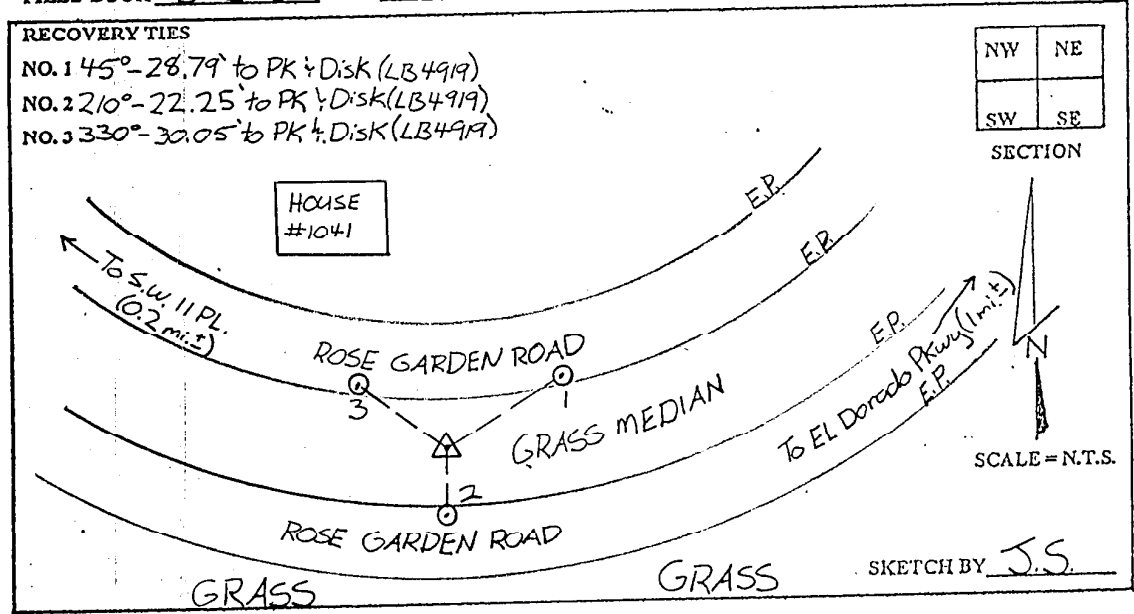 RECOVERY TIES
NO. 1 45°-28.79' to PK & Disk (LB4919)
NO. 2 210°-22.25' to PK & Disk (LB4919)
NO. 3 330°-30.05' to PK & Disk (LB4919)
NW NE
SW SE
SECTION
HOUSE
#1041
E.P.
E.P.
To S.W. 11 PL.
(0.2 mi.±)
E.P.
To EL Dorado PKwy (1 mi.±)
E.P.
N
ROSE GARDEN ROAD
3
1
GRASS MEDIAN
SCALE = N.T.S.
2
ROSE GARDEN ROAD
GRASS
GRASS
SKETCH BY J.S.